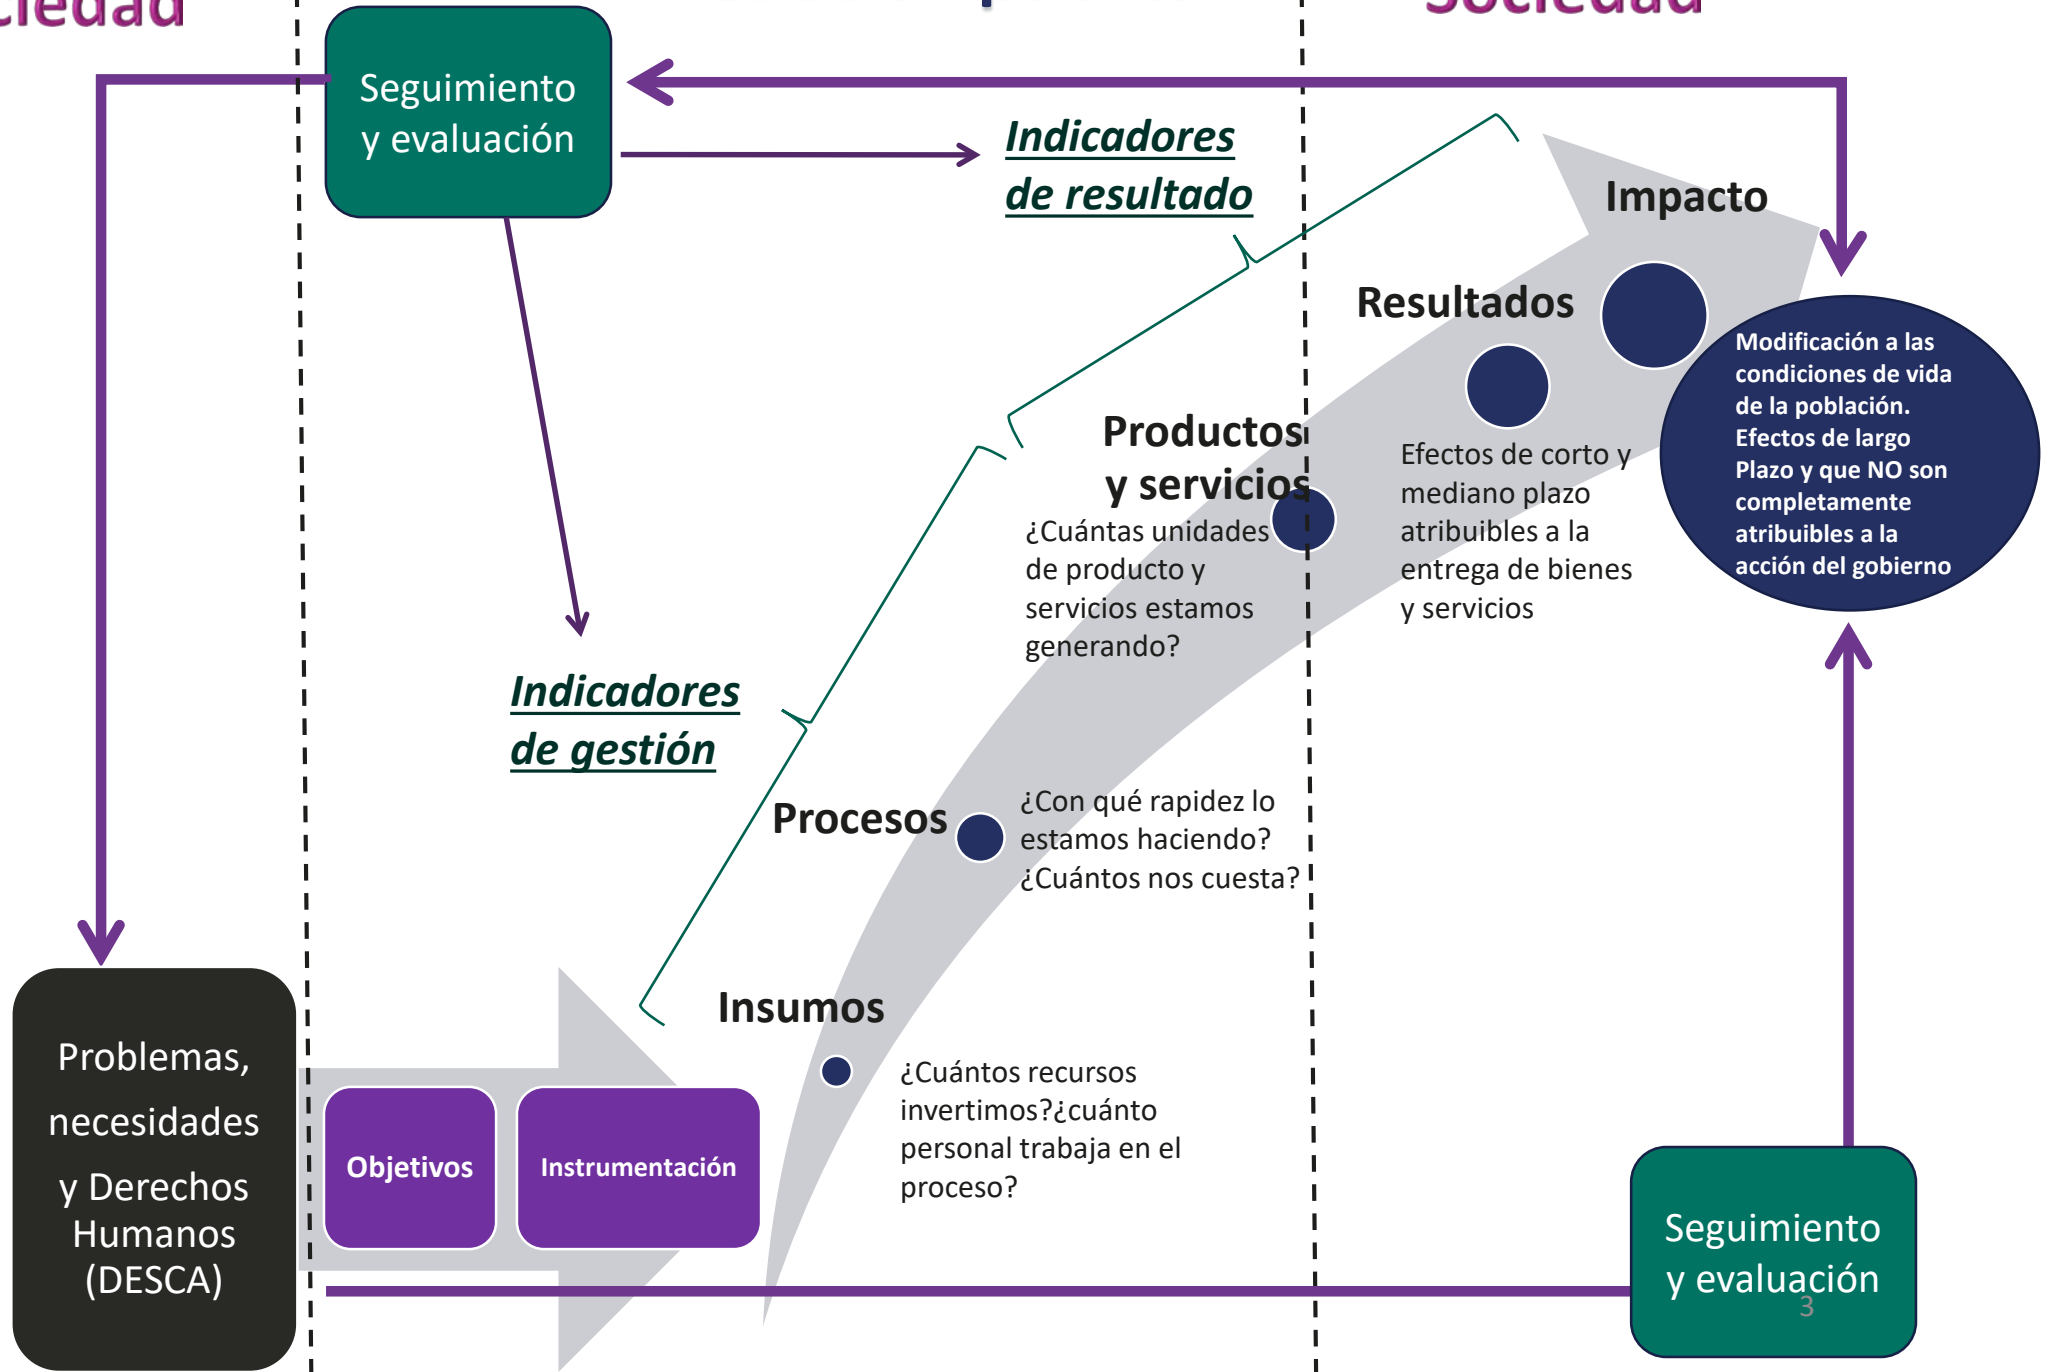 Sociedad
Seguimiento
y evaluación
Indicadores
de resultado
Impacto
Resultados
Modificación a las
condiciones de vida
de la población.
Efectos de largo
Plazo y que NO son
completamente
atribuibles a la
acción del gobierno
Productos
y servicios
¿Cuántas unidades
de producto y
servicios estamos
generando?
Efectos de corto y
mediano plazo
atribuibles a la
entrega de bienes
y servicios
Indicadores
de gestión
Procesos
¿Con qué rapidez lo
estamos haciendo?
¿Cuántos nos cuesta?
Insumos
¿Cuántos recursos
invertimos?¿cuánto
personal trabaja en el
proceso?
Problemas,
necesidades
y Derechos
Humanos
(DESCA)
Objetivos
Instrumentación
Seguimiento
y evaluación
3